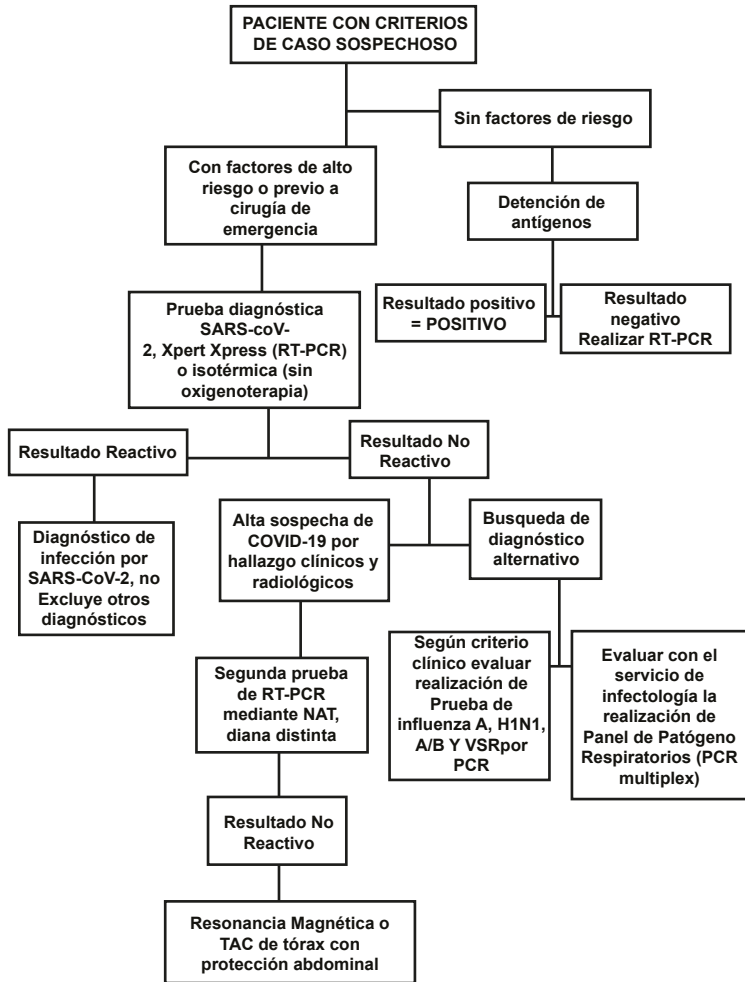 PACIENTE CON CRITERIOS
DE CASO SOSPECHOSO
Sin factores de riesgo
Con factores de alto
riesgo o previo a
cirugía de
emergencia
Detención de
antígenos
Resultado positivo
= POSITIVO
Resultado
negativo
Realizar RT-PCR
Prueba diagnóstica
SARS-coV-
2, Xpert Xpress (RT-PCR)
o isotérmica (sin
oxigenoterapia)
Resultado Reactivo
Resultado No
Reactivo
Diagnóstico de
infección por
SARS-CoV-2, no
Excluye otros
diagnósticos
Alta sospecha de
COVID-19 por
hallazgo clínicos y
radiológicos
Busqueda de
diagnóstico
alternativo
Segunda prueba
de RT-PCR
mediante NAT,
diana distinta
Según criterio
clínico evaluar
realización de
Prueba de
influenza A, H1N1,
A/B Y VSRpor
PCR
Evaluar con el
servicio de
infectología la
realización de
Panel de Patógeno
Respiratorios (PCR
multiplex)
Resultado No
Reactivo
Resonancia Magnética o
TAC de tórax con
protección abdominal